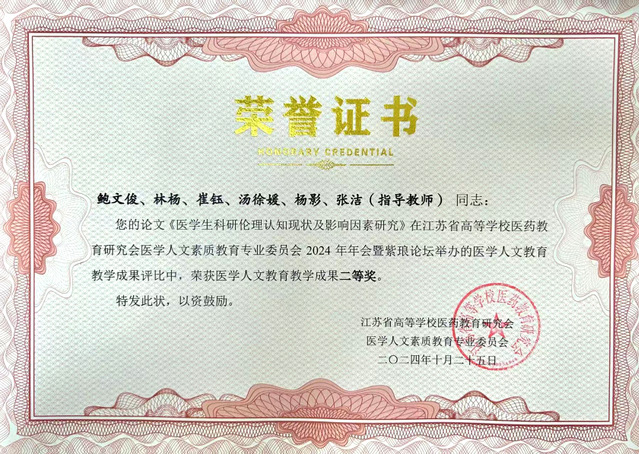 荣誉证书
HONORARY CREDENTIAL
鲍文俊、林杨、崔钰、汤徐媛、杨影、张洁（指导教师） 同志：
您的论文《医学生科研伦理认知现状及影响因素研究》在江苏省高等学校医药教
育研究会医学人文素质教育专业委员会 2024 年年会暨紫琅论坛举办的医学人文教育
教学成果评比中，荣获医学人文教育教学成果二等奖。
特发此状，以资鼓励。
江苏省高等学校医药教育研究会
医学人文素质教育专业委员会
二〇二四年十月二十五日